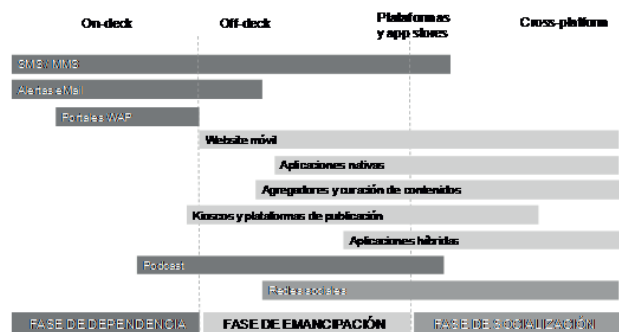 On-deck
Off-deck
Plataformas
y app stores
Cross-platform
SMS/ MMS
Alertas eMail
Portales WAP
Website móvil
Aplicaciones nativas
Agregadores y curación de contenidos
Kioscos y plataformas de publicación
Aplicaciones híbridas
Podcast
Redes sociales
FASE DE DEPENDENCIA
FASE DE EMANCIPACIÓN
FASE DE SOCIALIZACIÓN